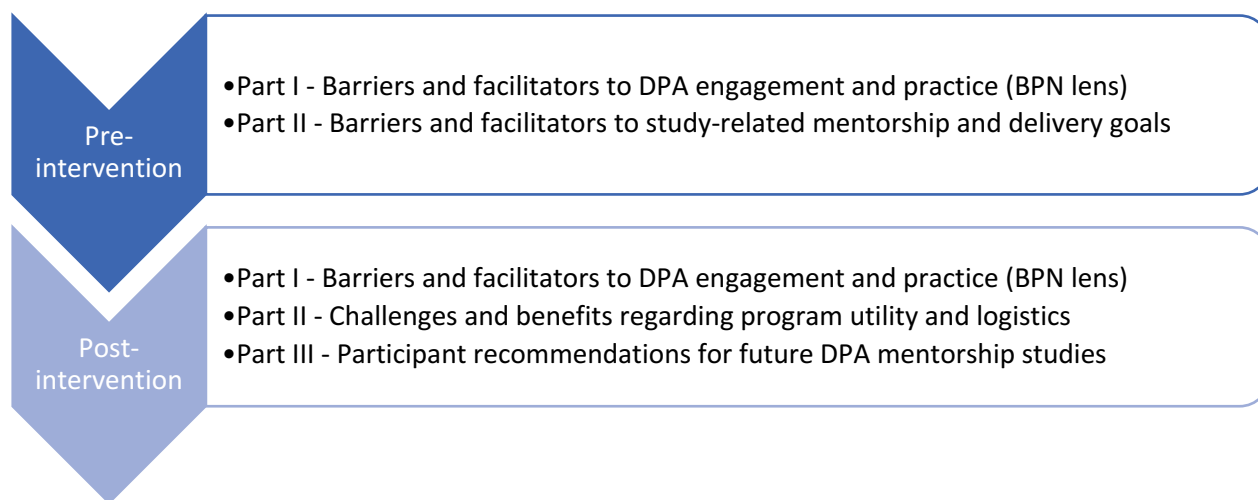 Pre-
intervention
•Part I - Barriers and facilitators to DPA engagement and practice (BPN lens)
•Part II - Barriers and facilitators to study-related mentorship and delivery goals
Post-
intervention
•Part I - Barriers and facilitators to DPA engagement and practice (BPN lens)
•Part II - Challenges and benefits regarding program utility and logistics
•Part III - Participant recommendations for future DPA mentorship studies